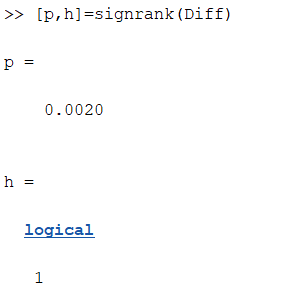 >> [p,h]=signrank(Diff)
p =
0.0020
h =
logical
1